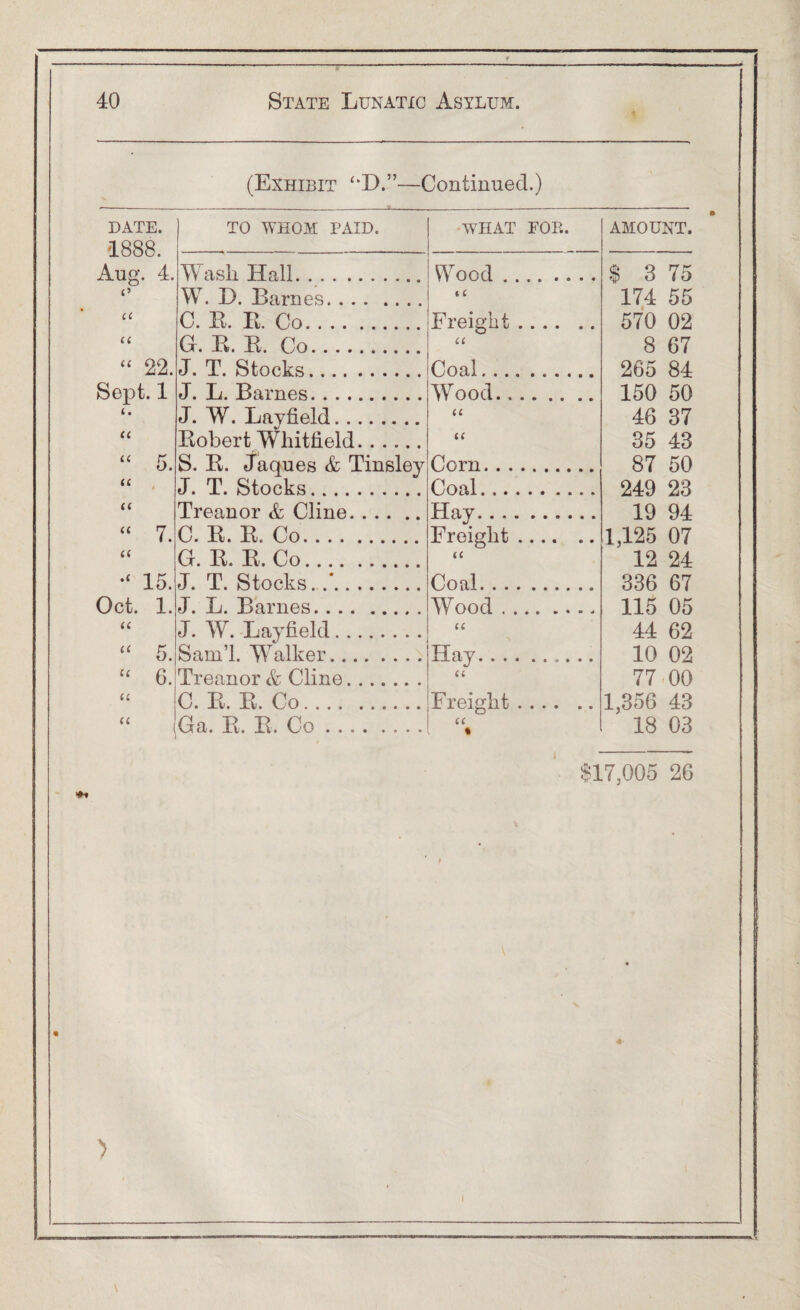 40 State Lunatic Asylum.
(Exhibit “D.”—Continued.)
DATE. 1888. TO WHOM PAID. WHAT FOR. AMOUNT.
Aug. 4. Wash Hall............ Wood ........ $ 3 75
“ W. D. Barnes........ “ 174 55
“ C. R. R. Co........... Freight ...... 570 02
“ G. R. R. Co........... “ 8 67
“ 22. J. T. Stocks........... Coal........... 265 84
Sept. 1 J. L. Barnes........... Wood......... 150 50
“ J. W. Layfield........ “ 46 37
“ Robert Whitfield...... “ 35 43
“ 5. S. R. Jaques & Tinsley Corn........... 87 50
“ J. T. Stocks........... Coal........... 249 23
“ Treanor & Cline...... Hay........... 19 94
“ 7. C. R. R. Co........... Freight ...... 1,125 07
“ G. R. R. Co........... “ 12 24
“ 15. J. T. Stocks........... Coal........... 336 67
Oct. 1. J. L. Barnes.......... Wood ........ 115 05
“ J. W. Layfield........ “ 44 62
“ 5. Sam’l. Walker........ Hay........... 10 02
“ 6. Treanor & Cline....... “ 77 00
“ C. R. R. Co........... Freight ...... 1,356 43
“ Ga. R. R. Co ........ “ 18 03
$17,005 26